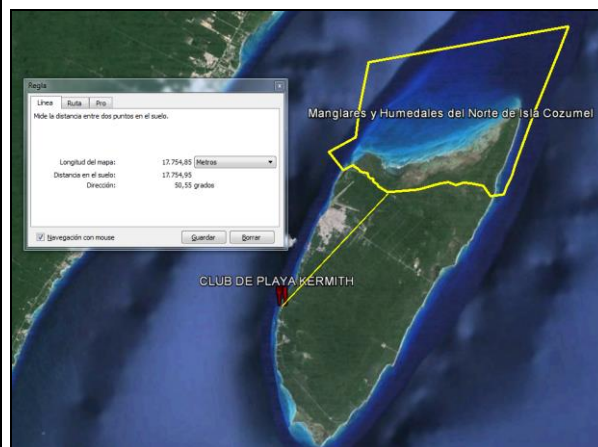 Regla
Línea Ruta Pro
Mide la distancia entre dos puntos en el suelo.
Longitud del mapa: 17.754,85 Metros
Distancia en el suelo: 17.754,95
Dirección: 50,55 grados
Navegación con mouse Guardar Borrar
Manglares y Humedales del Norte de Isla Cozumel
CLUB DE PLAYA KERMITH